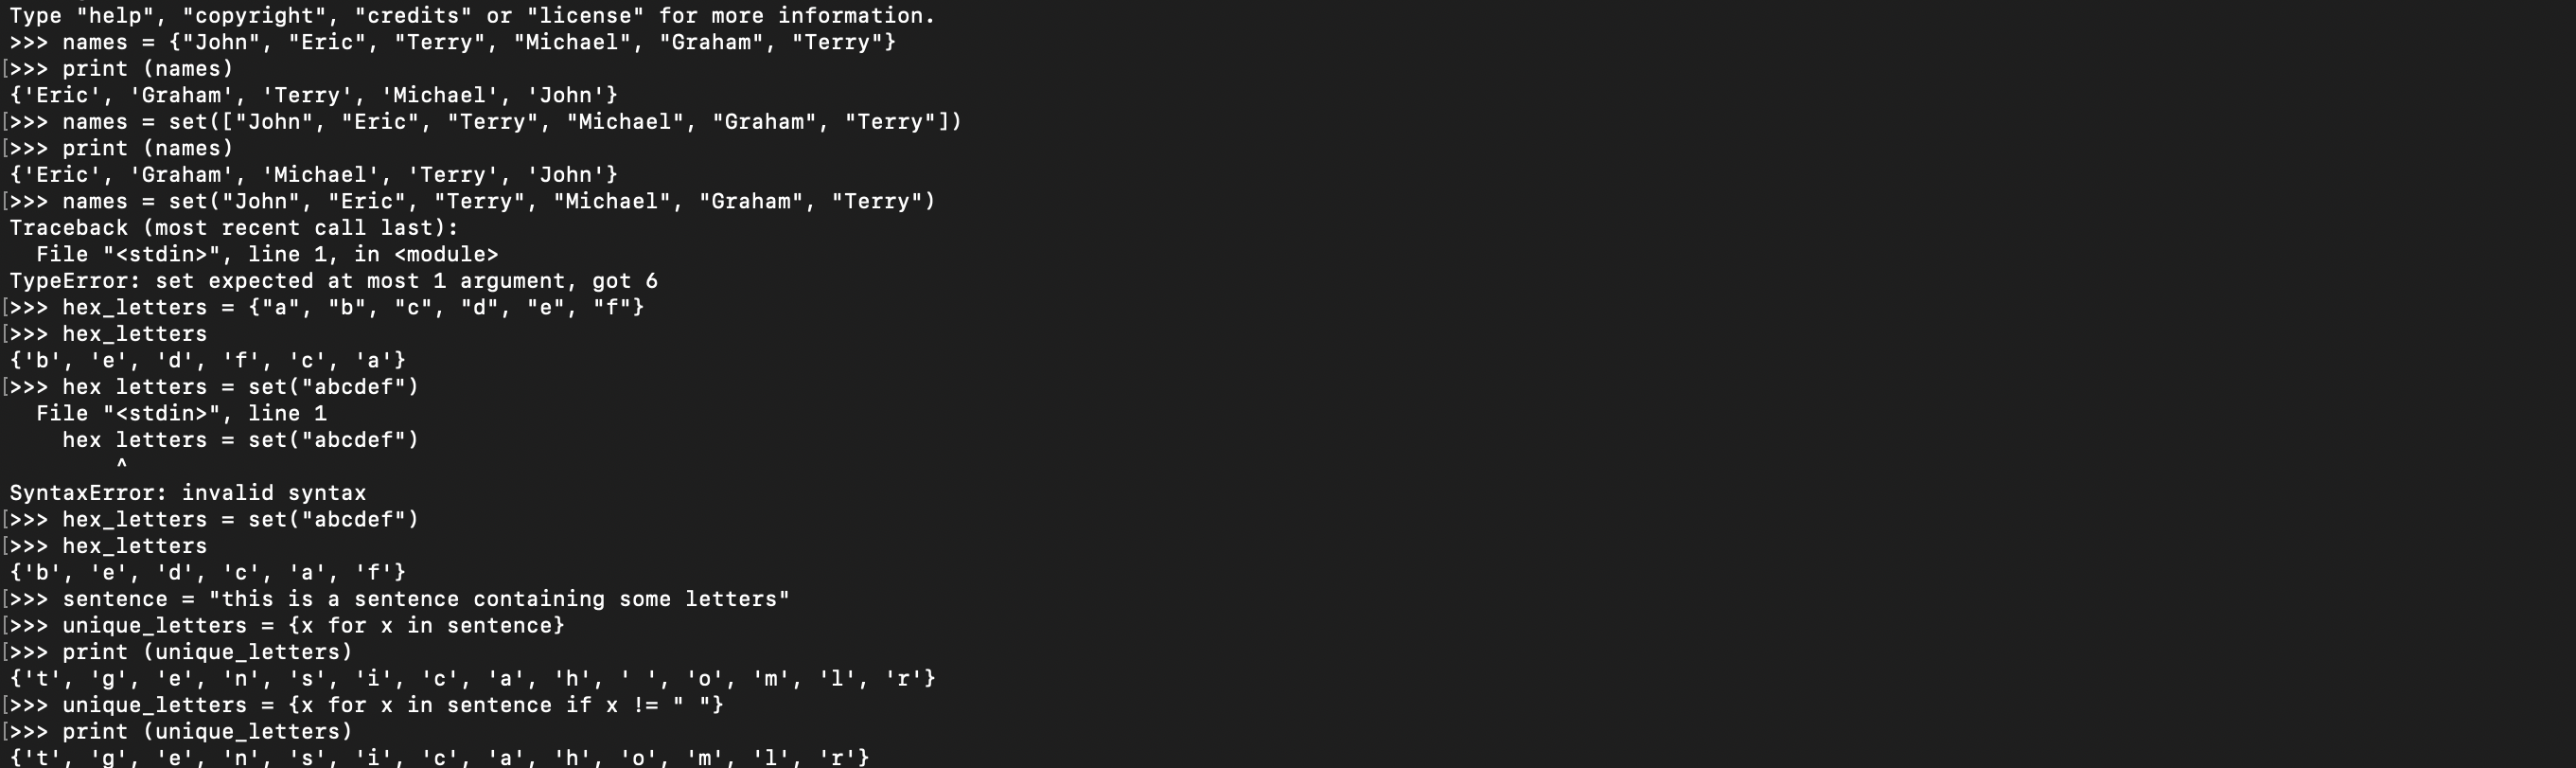 Type "help", "copyright", "credits" or "license" for more information.
>>> names = {"John", "Eric", "Terry", "Michael", "Graham", "Terry"}
[>>> print (names)
{'Eric', 'Graham', 'Terry', 'Michael', 'John'}
[>>> names = set(["John", "Eric", "Terry", "Michael", "Graham", "Terry"])
[>>> print (names)
{'Eric', 'Graham', 'Michael', 'Terry', 'John'}
[>>> names = set("John", "Eric", "Terry", "Michael", "Graham", "Terry")
Traceback (most recent call last):
  File "<stdin>", line 1, in <module>
TypeError: set expected at most 1 argument, got 6
[>>> hex_letters = {"a", "b", "c", "d", "e", "f"}
[>>> hex_letters
{'b', 'e', 'd', 'f', 'c', 'a'}
[>>> hex letters = set("abcdef")
  File "<stdin>", line 1
    hex letters = set("abcdef")
        ^
SyntaxError: invalid syntax
[>>> hex_letters = set("abcdef")
[>>> hex_letters
{'b', 'e', 'd', 'c', 'a', 'f'}
[>>> sentence = "this is a sentence containing some letters"
[>>> unique_letters = {x for x in sentence}
[>>> print (unique_letters)
{'t', 'g', 'e', 'n', 's', 'i', 'c', 'a', 'h', ' ', 'o', 'm', 'l', 'r'}
[>>> unique_letters = {x for x in sentence if x != " "}
[>>> print (unique_letters)
{'t', 'g', 'e', 'n', 's', 'i', 'c', 'a', 'h', 'o', 'm', 'l', 'r'}